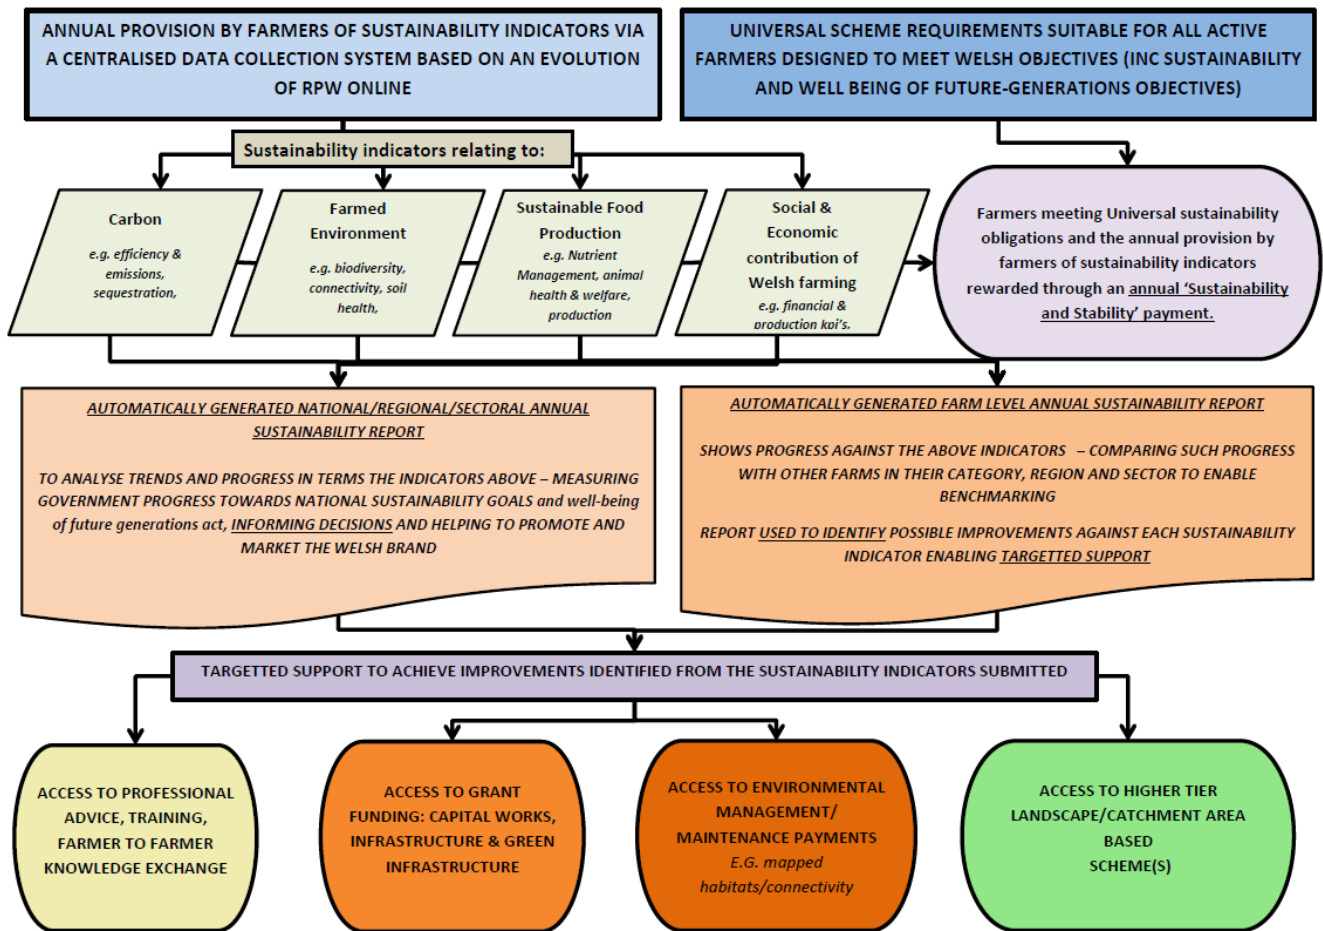 ANNUAL PROVISION BY FARMERS OF SUSTAINABILITY INDICATORS VIA
A CENTRALISED DATA COLLECTION SYSTEM BASED ON AN EVOLUTION
OF RPW ONLINE
UNIVERSAL SCHEME REQUIREMENTS SUITABLE FOR ALL ACTIVE
FARMERS DESIGNED TO MEET WELSH OBJECTIVES (INC SUSTAINABILITY
AND WELL BEING OF FUTURE-GENERATIONS OBJECTIVES)
Sustainability indicators relating to:
Carbon
e.g. efficiency &
emissions,
sequestration,
Farmed
Environment
e.g. biodiversity,
connectivity, soil
health,
Sustainable Food
Production
e.g. Nutrient
Management, animal
health & welfare,
production
Social &
Economic
contribution of
Welsh farming
e.g. financial &
production kpi's.
Farmers meeting Universal sustainability
obligations and the annual provision by
farmers of sustainability indicators
rewarded through an annual ‘Sustainability
and Stability’ payment.
AUTOMATICALLY GENERATED NATIONAL/REGIONAL/SECTORAL ANNUAL
SUSTAINABILITY REPORT
TO ANALYSE TRENDS AND PROGRESS IN TERMS THE INDICATORS ABOVE – MEASURING
GOVERNMENT PROGRESS TOWARDS NATIONAL SUSTAINABILITY GOALS and well-being
of future generations act, INFORMING DECISIONS AND HELPING TO PROMOTE AND
MARKET THE WELSH BRAND
AUTOMATICALLY GENERATED FARM LEVEL ANNUAL SUSTAINABILITY REPORT
SHOWS PROGRESS AGAINST THE ABOVE INDICATORS – COMPARING SUCH PROGRESS
WITH OTHER FARMS IN THEIR CATEGORY, REGION AND SECTOR TO ENABLE
BENCHMARKING
REPORT USED TO IDENTIFY POSSIBLE IMPROVEMENTS AGAINST EACH SUSTAINABILITY
INDICATOR ENABLING TARGETTED SUPPORT
TARGETTED SUPPORT TO ACHIEVE IMPROVEMENTS IDENTIFIED FROM THE SUSTAINABILITY INDICATORS SUBMITTED
ACCESS TO PROFESSIONAL
ADVICE, TRAINING,
FARMER TO FARMER
KNOWLEDGE EXCHANGE
ACCESS TO GRANT
FUNDING: CAPITAL WORKS,
INFRASTRUCTURE & GREEN
INFRASTRUCTURE
ACCESS TO ENVIRONMENTAL
MANAGEMENT/
MAINTENANCE PAYMENTS
E.G. mapped
habitats/connectivity
ACCESS TO HIGHER TIER
LANDSCAPE/CATCHMENT AREA
BASED
SCHEME(S)